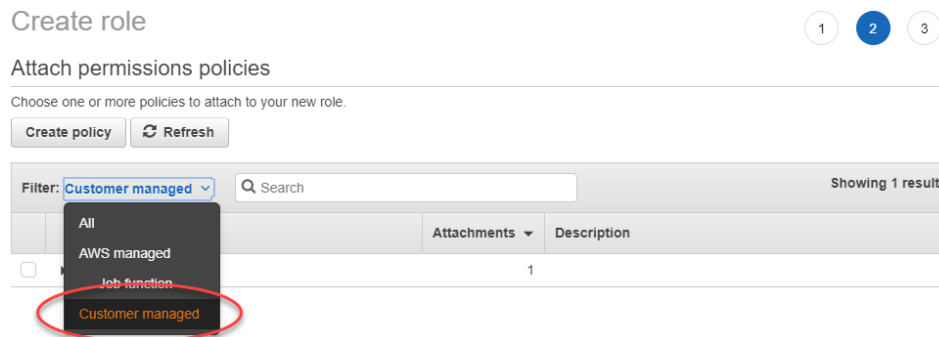 Create role
1 2 3
Attach permissions policies
Choose one or more policies to attach to your new role.
Create policy Refresh
Filter: Customer managed Search Showing 1 result
All
Attachments Description
AWS managed
Job function
1
Customer managed